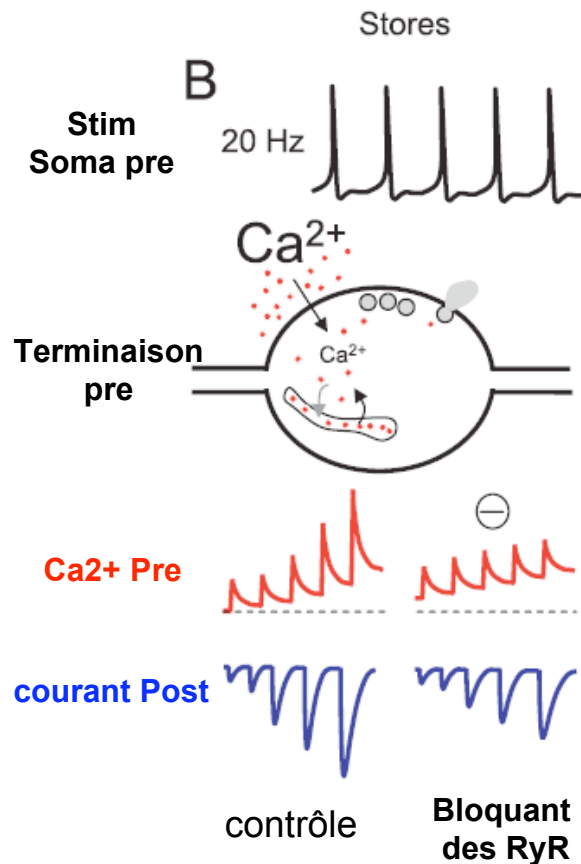 Stores
B
Stim
Soma pre
20 Hz
Ca²⁺
Ca²⁺
Terminaison
pre
Ca2+ Pre
courant Post
contrôle
Bloquant
des RyR